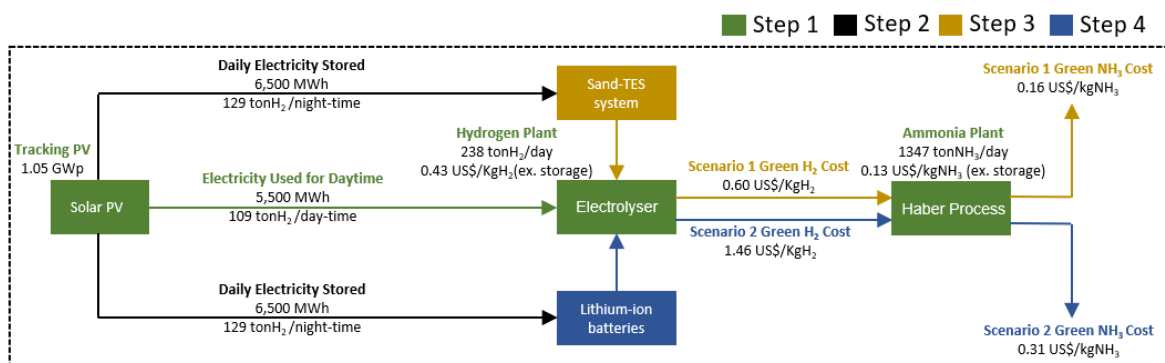 Step 1
Step 2
Step 3
Step 4
Daily Electricity Stored
6,500 MWh
129 tonH₂ /night-time
Sand-TES
system
Scenario 1 Green NH₃ Cost
0.16 US$/kgNH₃
Tracking PV
1.05 GWp
Hydrogen Plant
238 tonH₂/day
0.43 US$/KgH₂(ex. storage)
Ammonia Plant
1347 tonNH₃/day
0.13 US$/kgNH₃ (ex. storage)
Solar PV
Electricity Used for Daytime
5,500 MWh
109 tonH₂ /day-time
Electrolyser
Scenario 1 Green H₂ Cost
0.60 US$/KgH₂
Scenario 2 Green H₂ Cost
1.46 US$/KgH₂
Haber Process
Daily Electricity Stored
6,500 MWh
129 tonH₂ /night-time
Lithium-ion
batteries
Scenario 2 Green NH₃ Cost
0.31 US$/kgNH₃